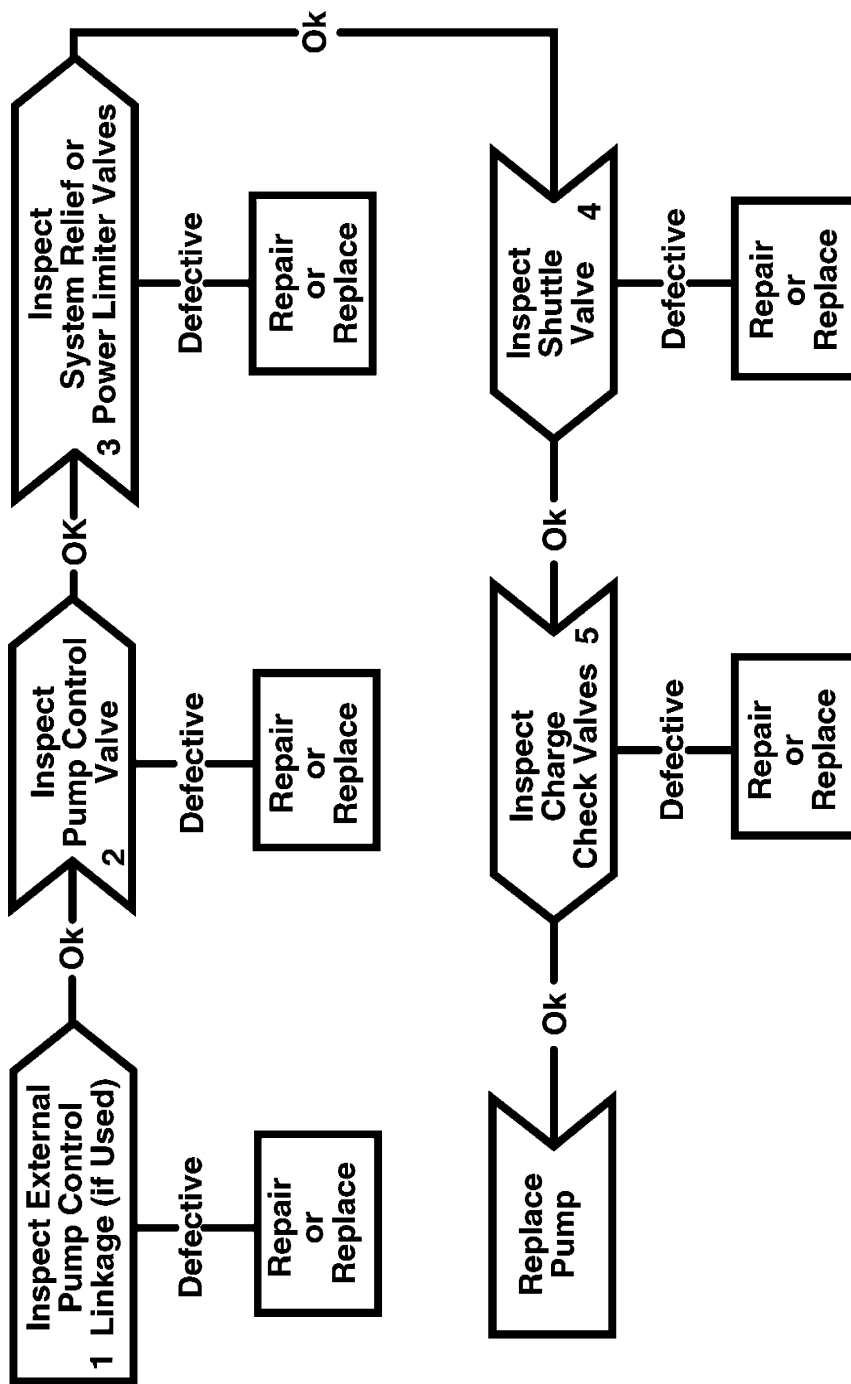 Inspect External
Pump Control
1 Linkage (if Used)
Defective
Repair
or
Replace
Ok
Inspect
Pump Control
Valve
2
Defective
Repair
or
Replace
OK
Inspect
System Relief or
3 Power Limiter Valves
Defective
Repair
or
Replace
Ok
Inspect
Shuttle
Valve
4
Defective
Repair
or
Replace
Ok
Inspect
Charge
Check Valves 5
Defective
Repair
or
Replace
Ok
Replace
Pump